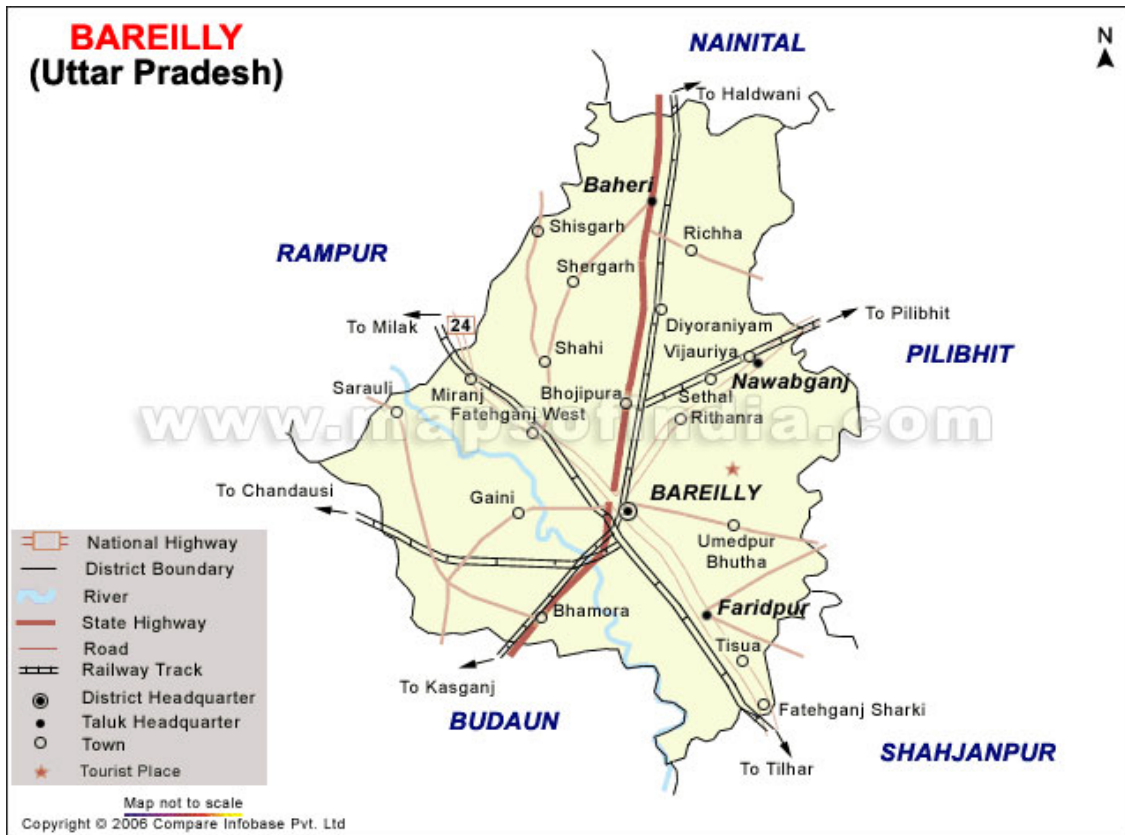 BAREILLY
(Uttar Pradesh)
NAINITAL
N
To Haldwani
Baheri
Shisgarh
Richha
RAMPUR
Shergarh
To Milak
24
Diyoraniyam
To Pilibhit
Shahi
Vijauriya
PILIBHIT
Sarauli
Miranj
Bhojipura
Sethal
Nawabganj
Fatehganj West
Rithanra
www.mapsofindia.com
To Chandausi
Gaini
BAREILLY
Umedpur
Bhutha
Bhamora
Faridpur
Tisua
To Kasganj
BUDAUN
Fatehganj Sharki
SHAHJANPUR
To Tilhar
National Highway
District Boundary
River
State Highway
Road
Railway Track
District Headquarter
Taluk Headquarter
Town
Tourist Place
Map not to scale
Copyright © 2006 Compare Infobase Pvt. Ltd